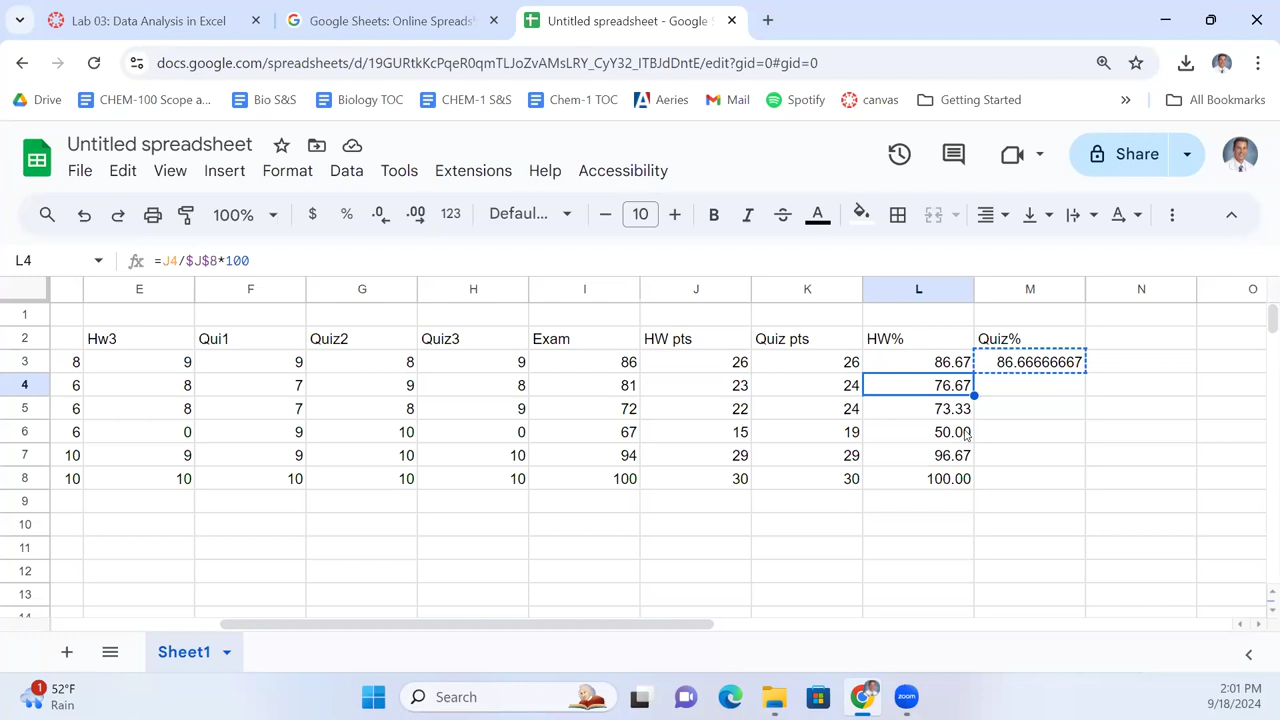 Lab 03: Data Analysis in Excel
Google Sheets: Online Spreads
Untitled spreadsheet - Google S
docs.google.com/spreadsheets/d/19GURtkKcPqeR0qmTLJoZvAMsLRY_CyY32_ITBJdDntE/edit?gid=0#gid=0
Drive CHEM-100 Scope a... Bio S&S Biology TOC CHEM-1 S&S Chem-1 TOC Aeries Mail Spotify canvas Getting Started » All Bookmarks
Untitled spreadsheet
File Edit View Insert Format Data Tools Extensions Help Accessibility
Share
100% $ % .0 .00 123 Defaul... 10 B I S A
L4 fx =J4/$J$8*100
E F G H I J K L M N O
1
2 Hw3 Qui1 Quiz2 Quiz3 Exam HW pts Quiz pts HW% Quiz%
3 8 9 9 8 9 86 26 26 86.67 86.66666667
4 6 8 7 9 8 81 23 24 76.67
5 6 8 7 8 9 72 22 24 73.33
6 6 0 9 10 0 67 15 19 50.00
7 10 9 9 10 10 94 29 29 96.67
8 10 10 10 10 10 100 30 30 100.00
9
10
11
12
13
14
Sheet1
1 52°F
Rain
Search
zoom
2:01 PM
9/18/2024